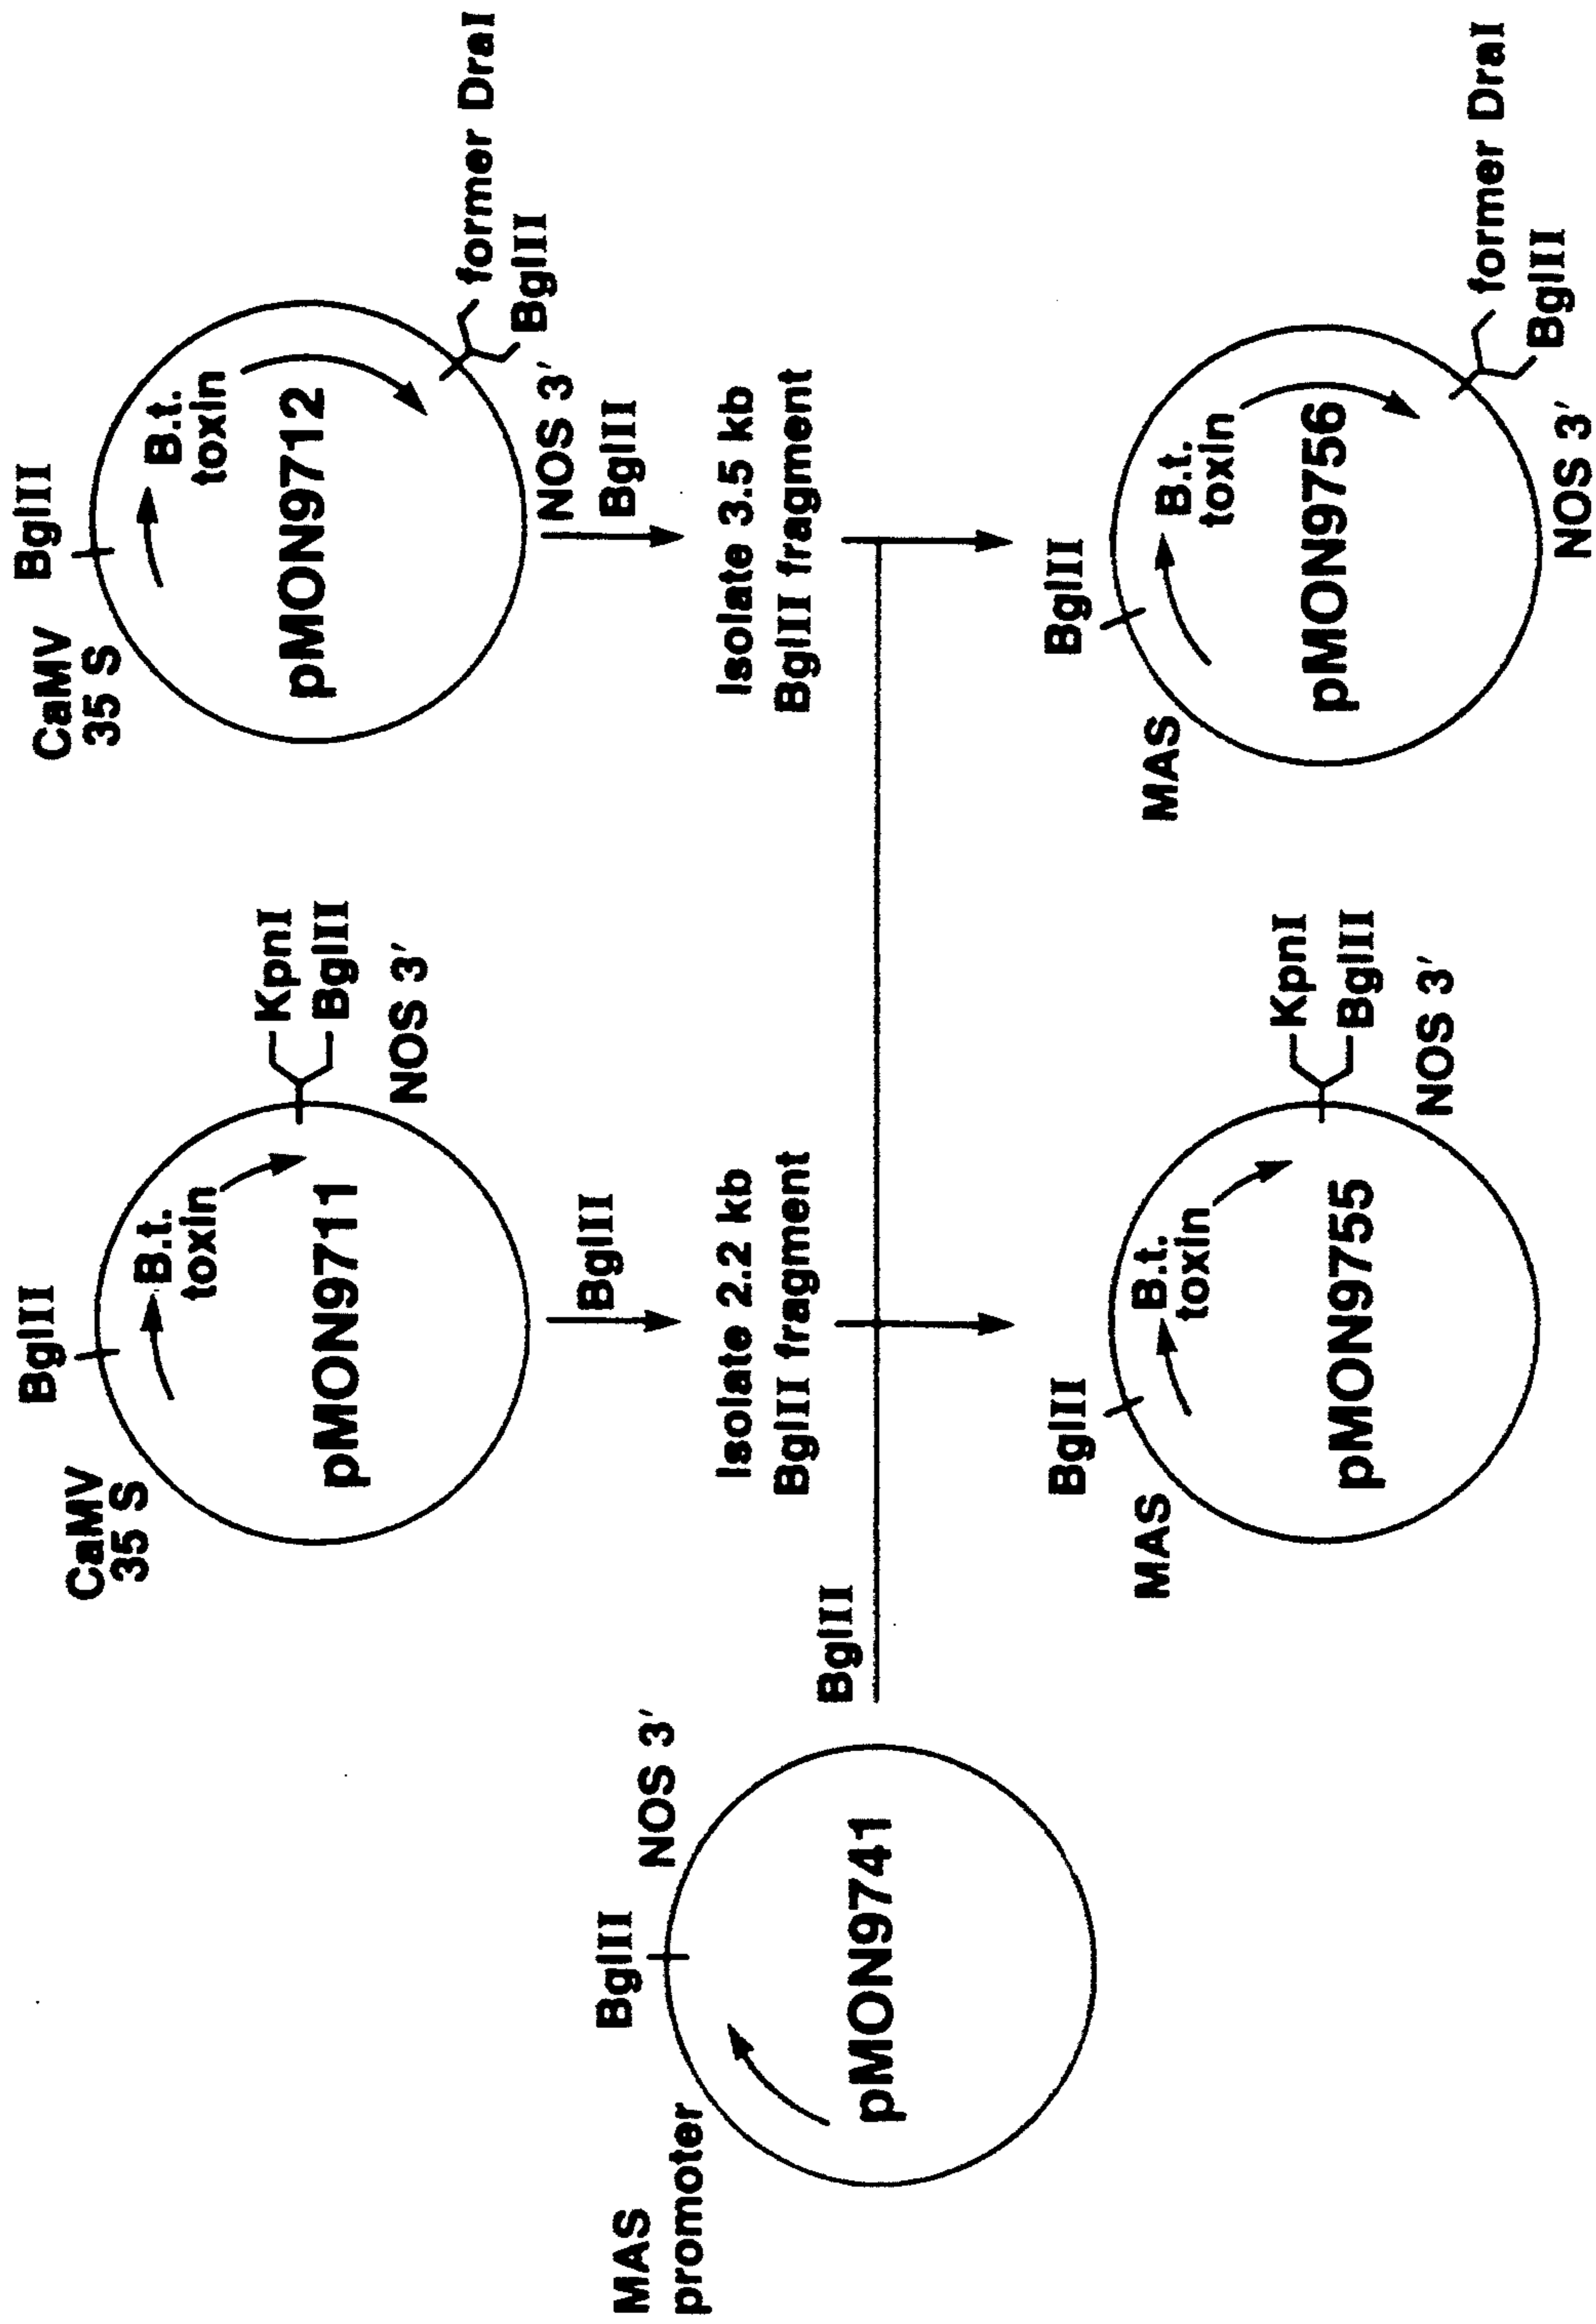 MAS
promoter
BglII
NOS 3′
pMON9741
BglII
CaMV
35 S
BglII
B.t.
toxin
pMON9711
KpnI
BglII
NOS 3′
BglII
Isolate 2.2 kb
BglII fragment
MAS
BglII
B.t.
toxin
pMON9755
KpnI
BglII
NOS 3′
CaMV
35 S
BglII
B.t.
toxin
pMON9712
former DraI
BglII
NOS 3′
BglII
Isolate 3.5 kb
BglII fragment
MAS
BglII
B.t.
toxin
pMON9756
former DraI
BglII
NOS 3′